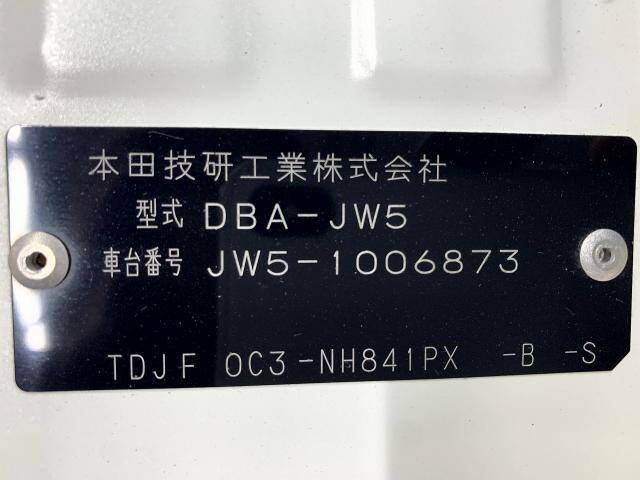 本田技研工業株式会社
型式 DBA-JW5
車台番号 JW5-1006873
TDJF 0C3-NH841PX -B -S